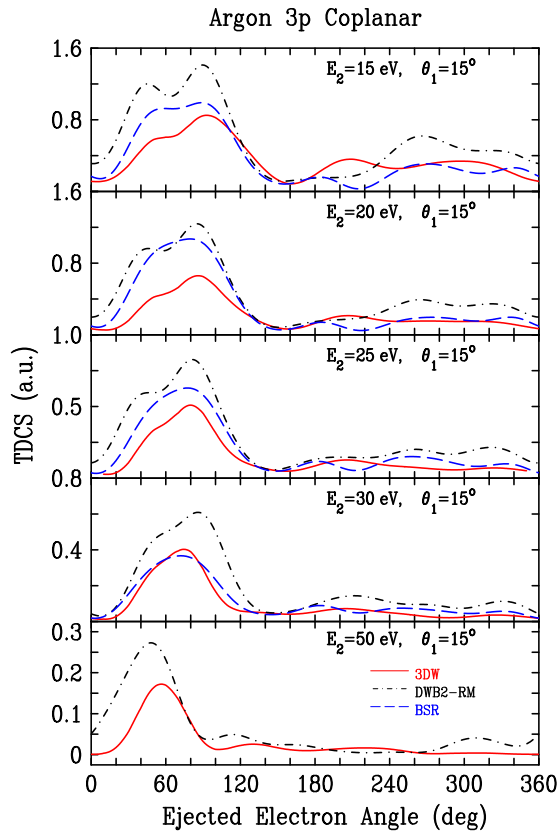 Argon 3p Coplanar
1.6
E₂=15 eV, θ₁=15°
0.8
1.6
E₂=20 eV, θ₁=15°
0.8
1.0
E₂=25 eV, θ₁=15°
0.5
0.8
E₂=30 eV, θ₁=15°
0.4
0.3
E₂=50 eV, θ₁=15°
0.2
0.1
0
3DW
DWB2-RM
BSR
TDCS (a.u.)
0 60 120 180 240 300 360
Ejected Electron Angle (deg)